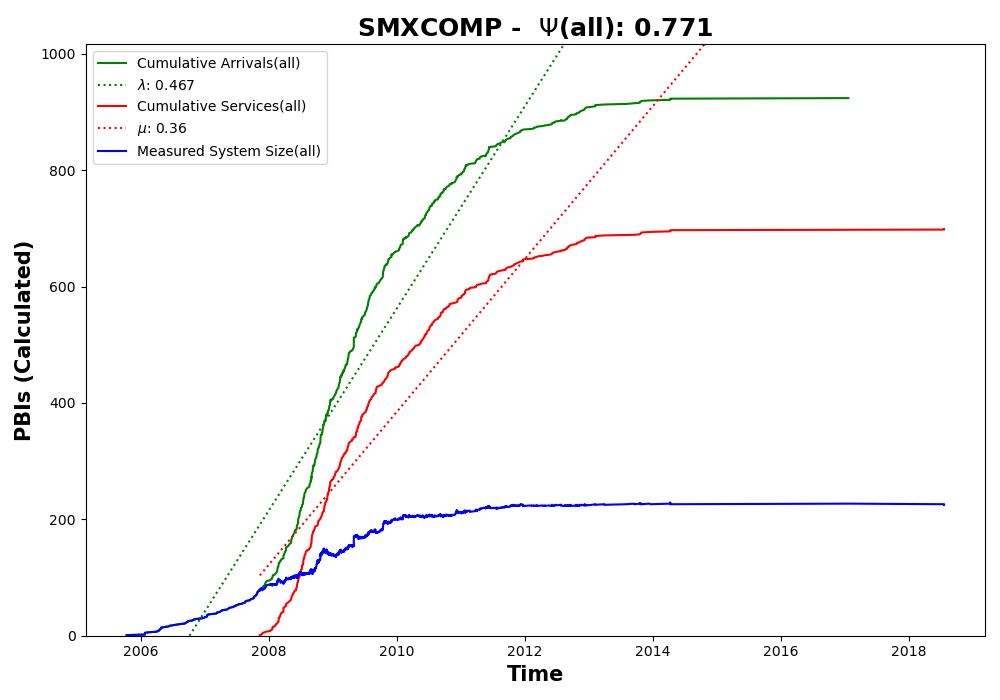 SMXCOMP -  Ψ(all): 0.771
Cumulative Arrivals(all)
λ: 0.467
Cumulative Services(all)
μ: 0.36
Measured System Size(all)
PBIs (Calculated)
1000
800
600
400
200
0
2006 2008 2010 2012 2014 2016 2018
Time